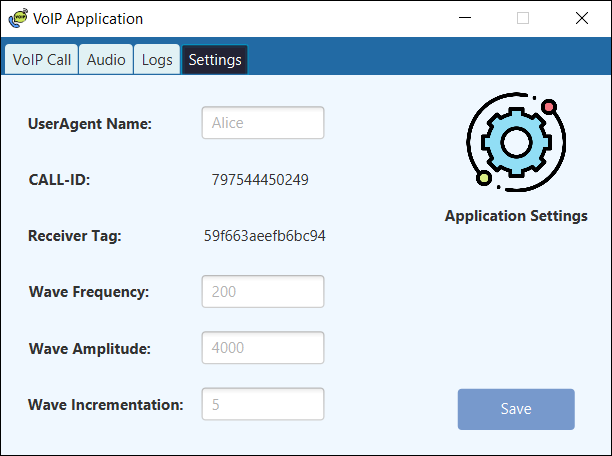 VoIP
VoIP Application
VoIP Call
Audio
Logs
Settings
UserAgent Name:
Alice
CALL-ID:
797544450249
Receiver Tag:
59f663aeefb6bc94
Wave Frequency:
200
Wave Amplitude:
4000
Wave Incrementation:
5
Application Settings
Save